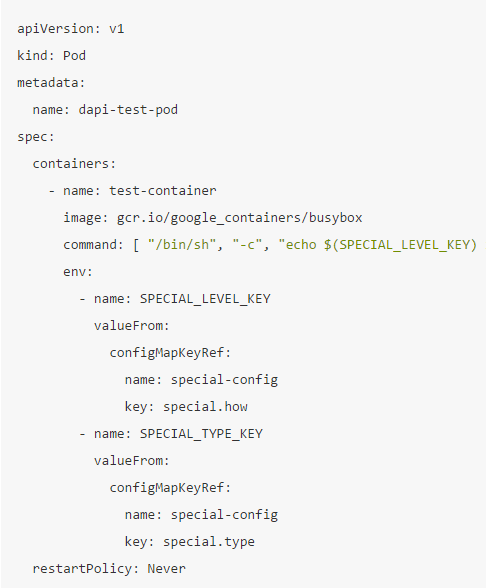 apiVersion: v1
kind: Pod
metadata:
  name: dapi-test-pod
spec:
  containers:
    - name: test-container
      image: gcr.io/google_containers/busybox
      command: [ "/bin/sh", "-c", "echo $(SPECIAL_LEVEL_KEY)
      env:
        - name: SPECIAL_LEVEL_KEY
          valueFrom:
            configMapKeyRef:
              name: special-config
              key: special.how
        - name: SPECIAL_TYPE_KEY
          valueFrom:
            configMapKeyRef:
              name: special-config
              key: special.type
  restartPolicy: Never